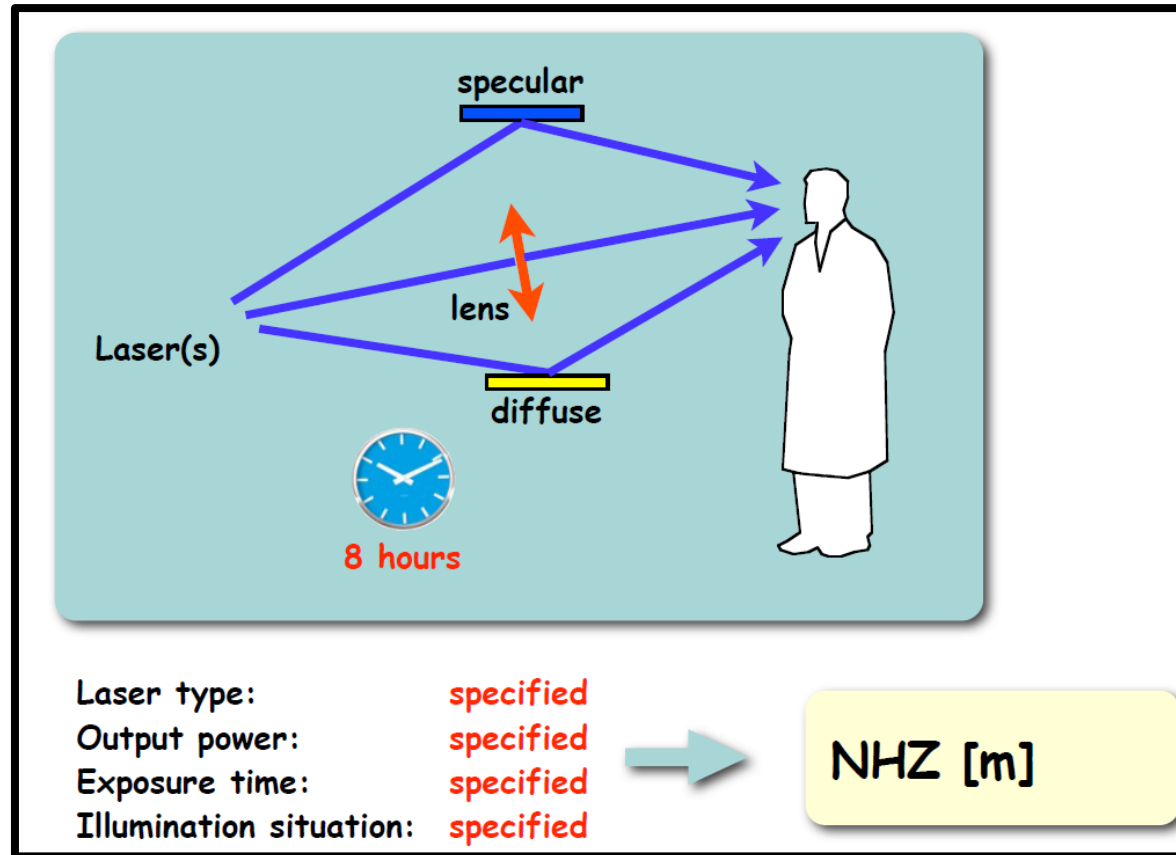 specular
lens
Laser(s)
diffuse
8 hours
Laser type: specified
Output power: specified
Exposure time: specified
Illumination situation: specified
NHZ [m]